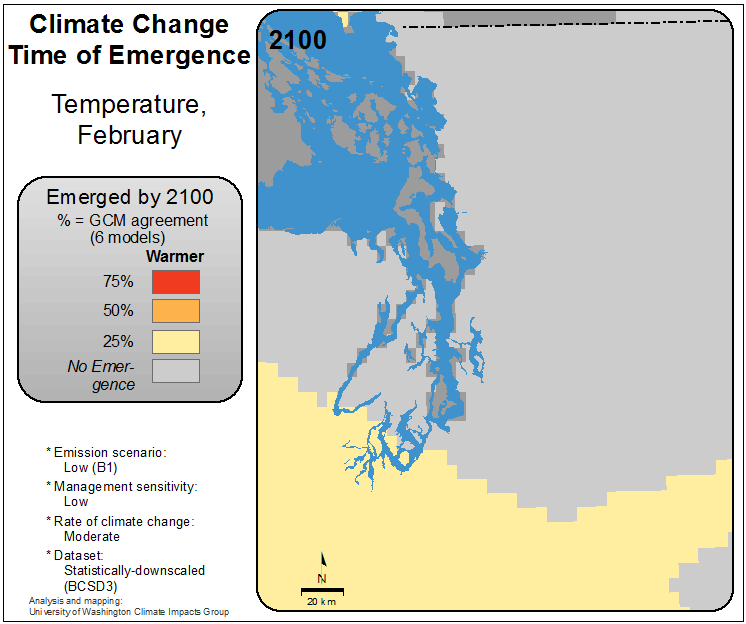 Climate Change
Time of Emergence
Temperature,
February
Emerged by 2100
% = GCM agreement
(6 models)
Warmer
75%
50%
25%
No Emer-
gence
* Emission scenario:
Low (B1)
* Management sensitivity:
Low
* Rate of climate change:
Moderate
* Dataset:
Statistically-downscaled
(BCSD3)
Analysis and mapping:
University of Washington Climate Impacts Group
2100
N
20 km